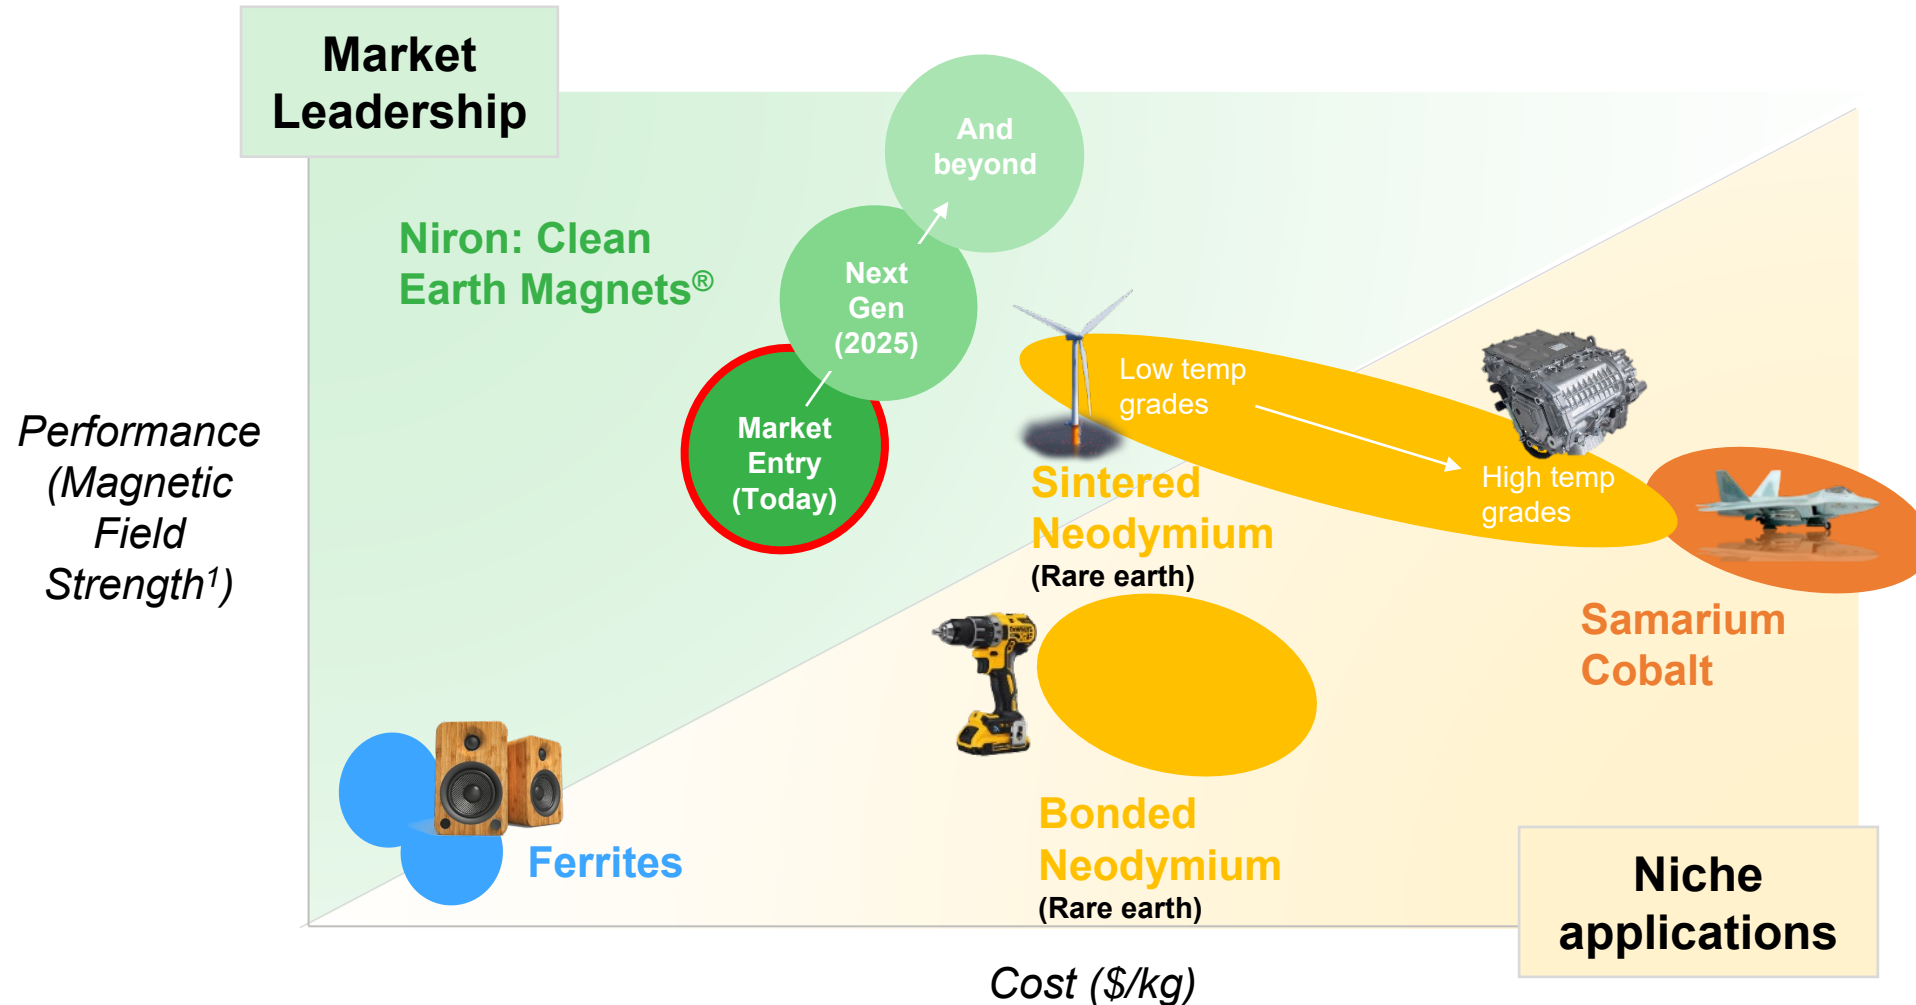 Market
Leadership
And
beyond
Niron: Clean
Earth Magnets®
Next
Gen
(2025)
Low temp
grades
Performance
(Magnetic
Field
Strength¹)
Market
Entry
(Today)
High temp
grades
Sintered
Neodymium
(Rare earth)
Samarium
Cobalt
Ferrites
Bonded
Neodymium
(Rare earth)
Niche
applications
Cost ($/kg)